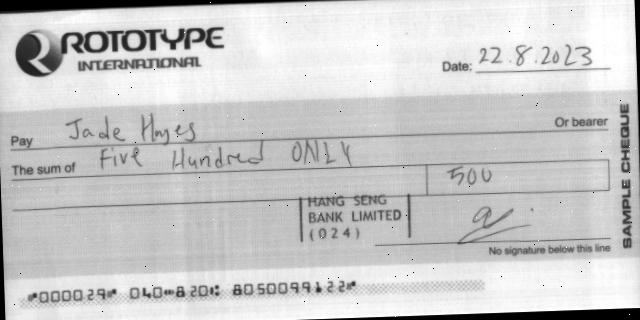 ROTOTYPE
INTERNATIONAL
Date: 22.8.2023
Pay Jade Hayes Or bearer
The sum of Five Hundred ONLY
500
HANG SENG
BANK LIMITED
(024)
No signature below this line
SAMPLE CHEQUE
"000029" 040"820: 8050099122"